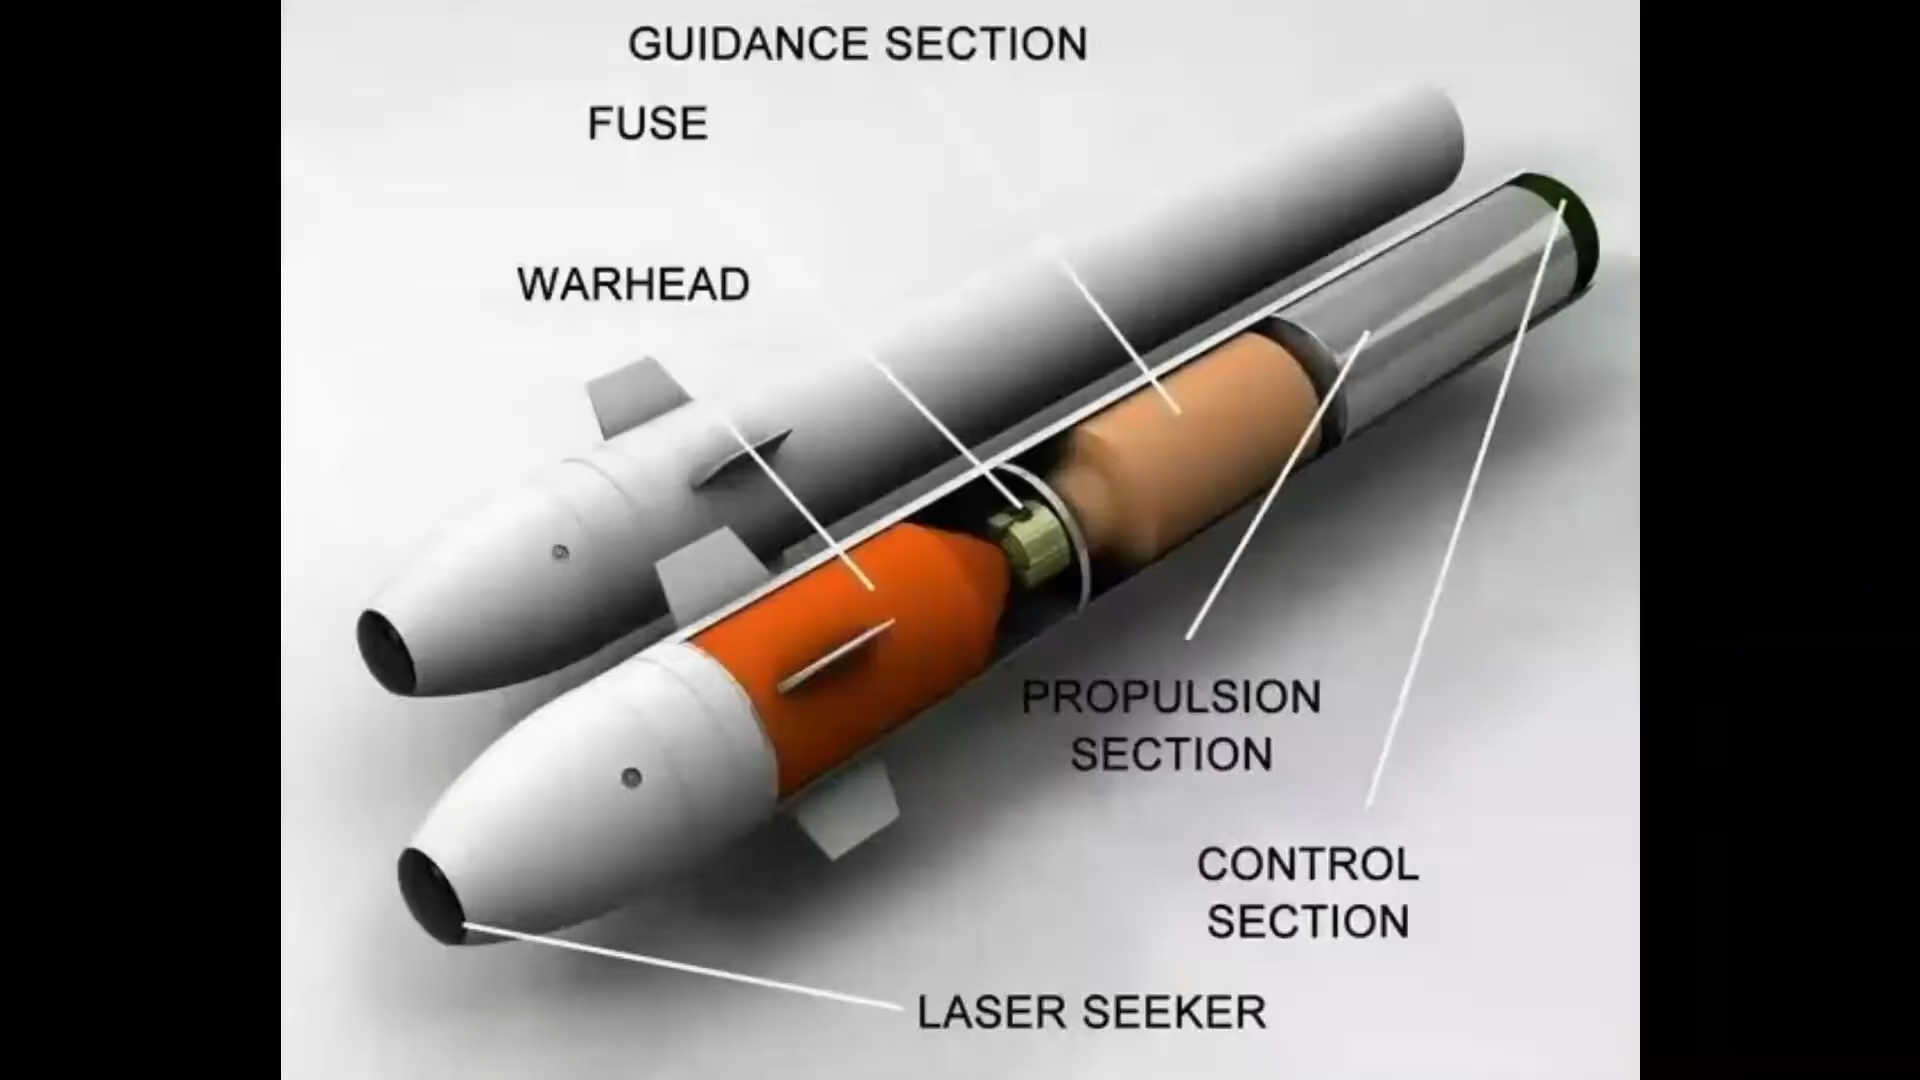 GUIDANCE SECTION
FUSE
WARHEAD
PROPULSION
SECTION
CONTROL
SECTION
LASER SEEKER